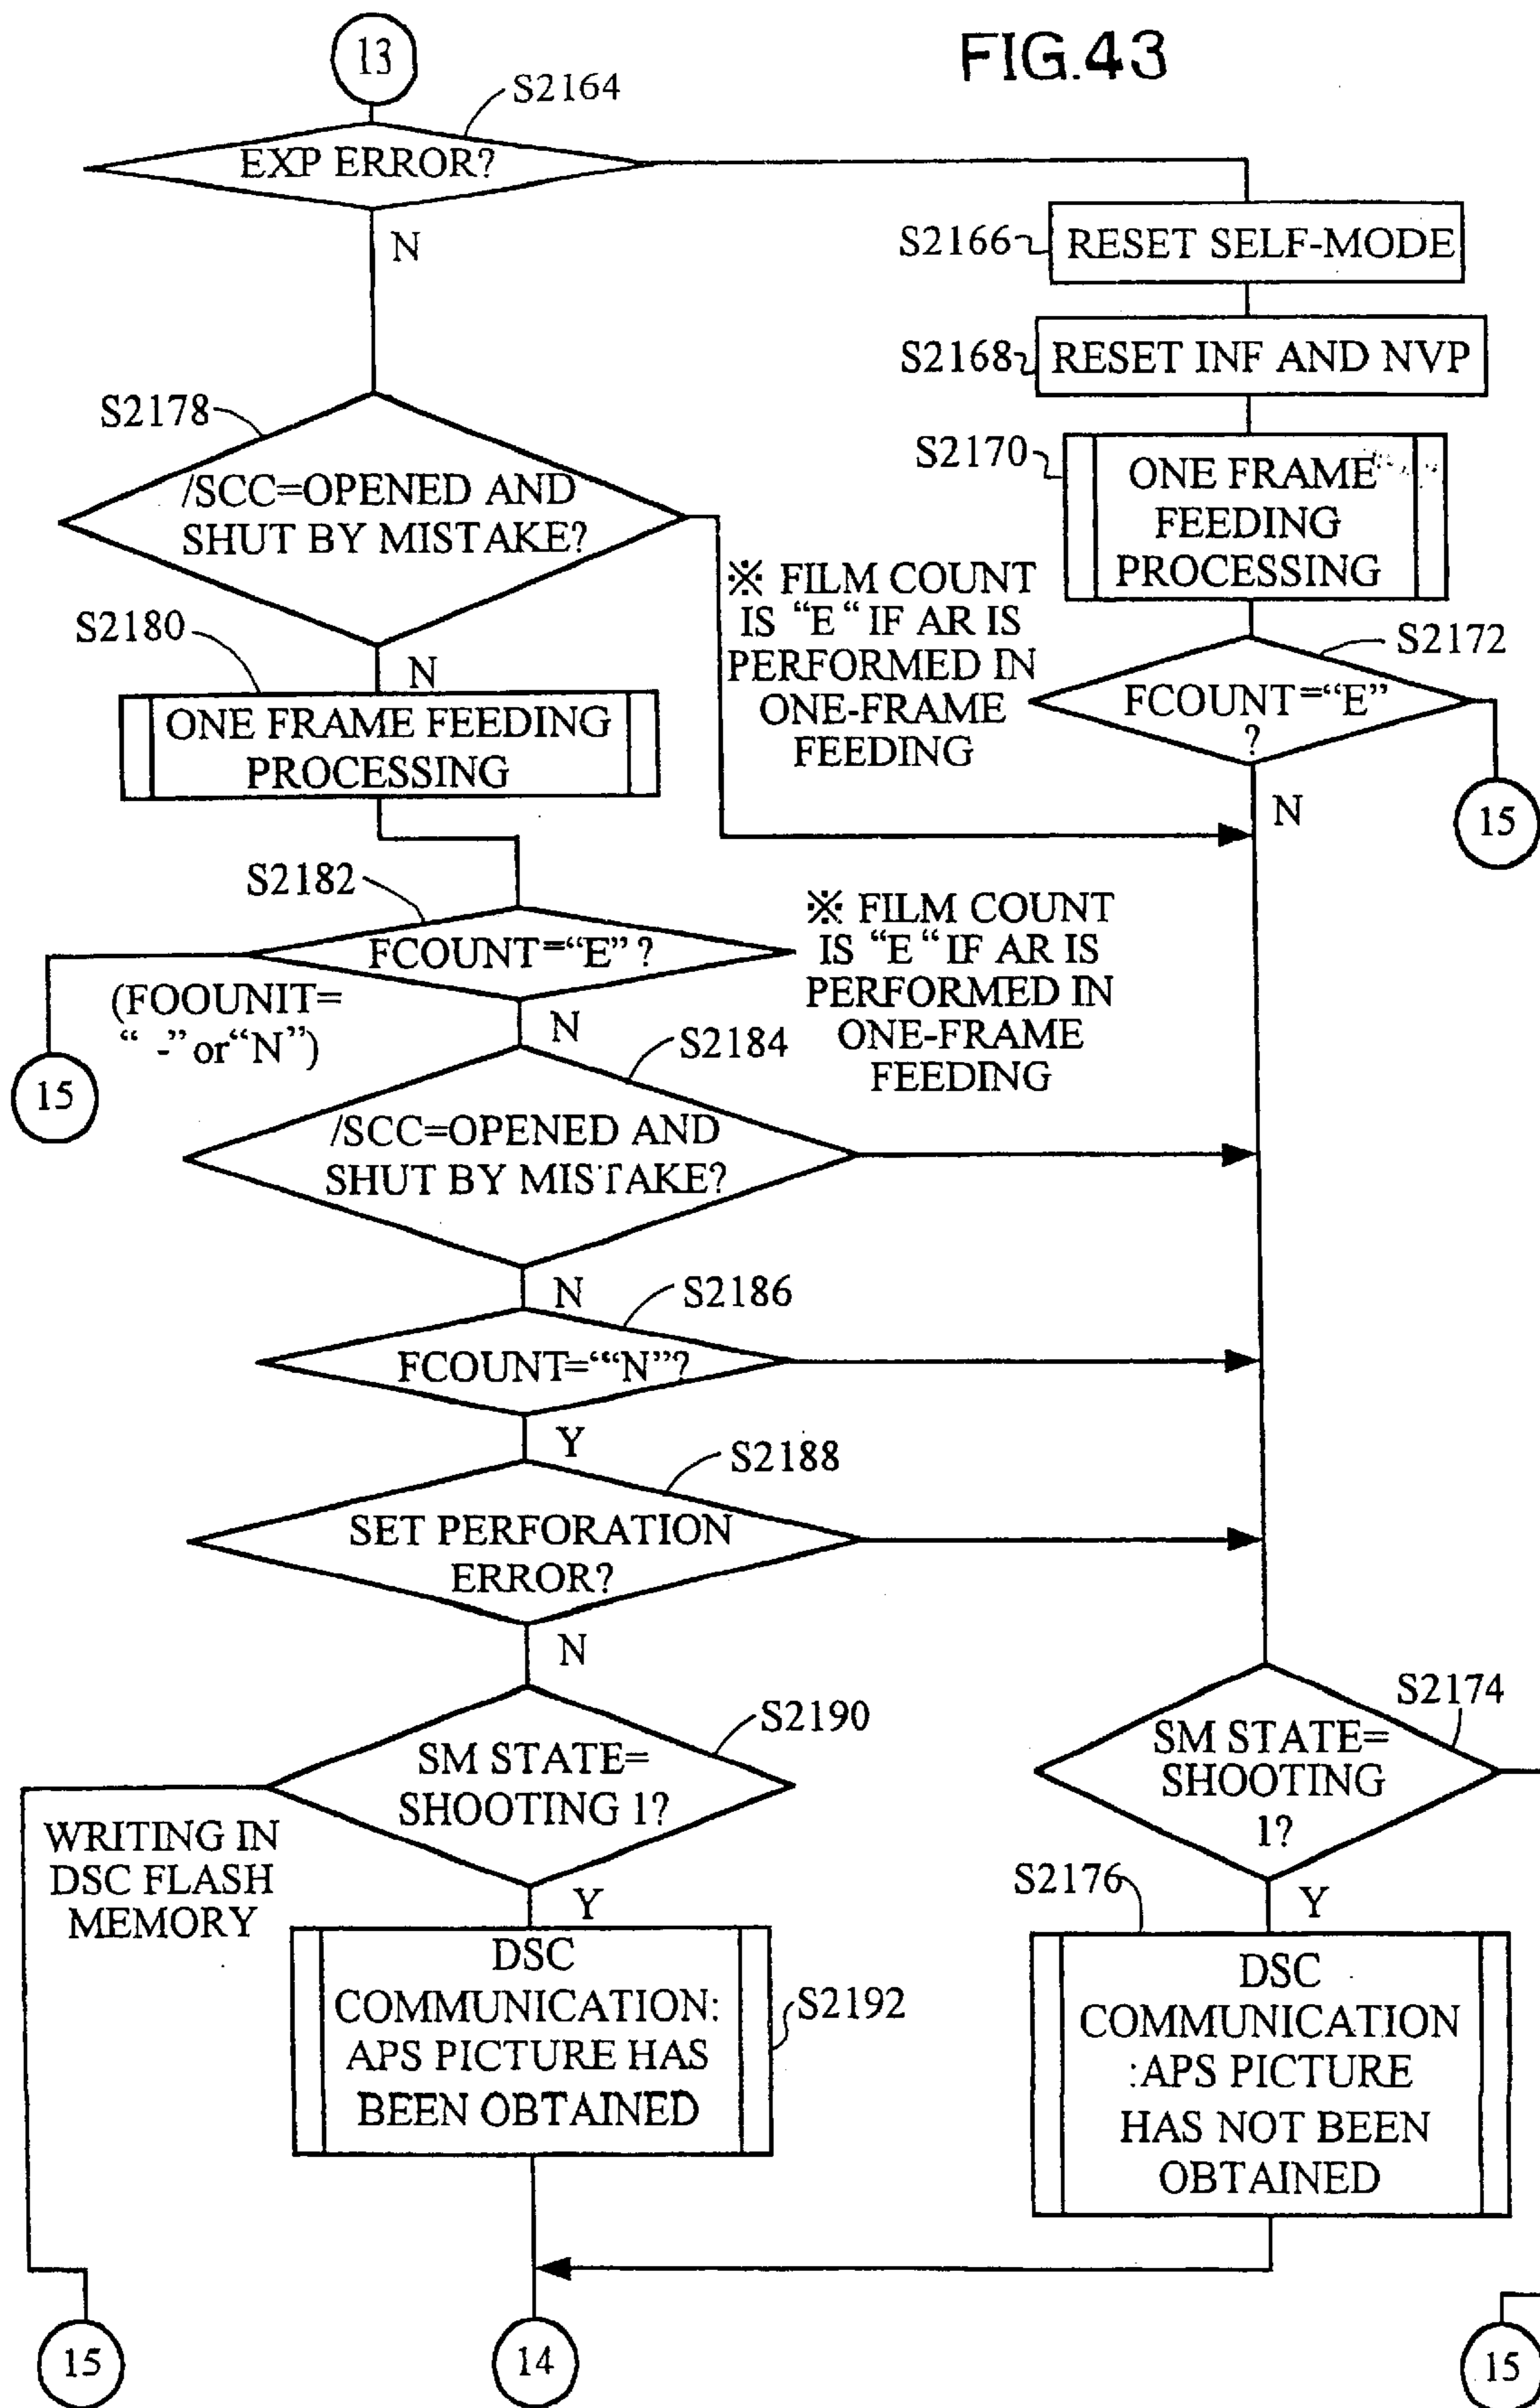 FIG.43
13
S2164
EXP ERROR?
N
S2166
RESET SELF-MODE
S2168
RESET INF AND NVP
S2170
ONE FRAME
FEEDING
PROCESSING
S2172
FCOUNT="E"
?
N
15
S2178
/SCC=OPENED AND
SHUT BY MISTAKE?
N
※ FILM COUNT
IS "E" IF AR IS
PERFORMED IN
ONE-FRAME
FEEDING
S2180
ONE FRAME FEEDING
PROCESSING
S2182
FCOUNT="E"?
(FOOUNIT=
"-"or"N")
15
N
※ FILM COUNT
IS "E" IF AR IS
PERFORMED IN
ONE-FRAME
FEEDING
S2184
/SCC=OPENED AND
SHUT BY MISTAKE?
N
S2186
FCOUNT=""N"?
Y
S2188
SET PERFORATION
ERROR?
N
S2190
SM STATE=
SHOOTING 1?
Y
WRITING IN
DSC FLASH
MEMORY
S2192
DSC
COMMUNICATION:
APS PICTURE HAS
BEEN OBTAINED
S2174
SM STATE=
SHOOTING
1?
Y
S2176
DSC
COMMUNICATION
:APS PICTURE
HAS NOT BEEN
OBTAINED
15
14
15